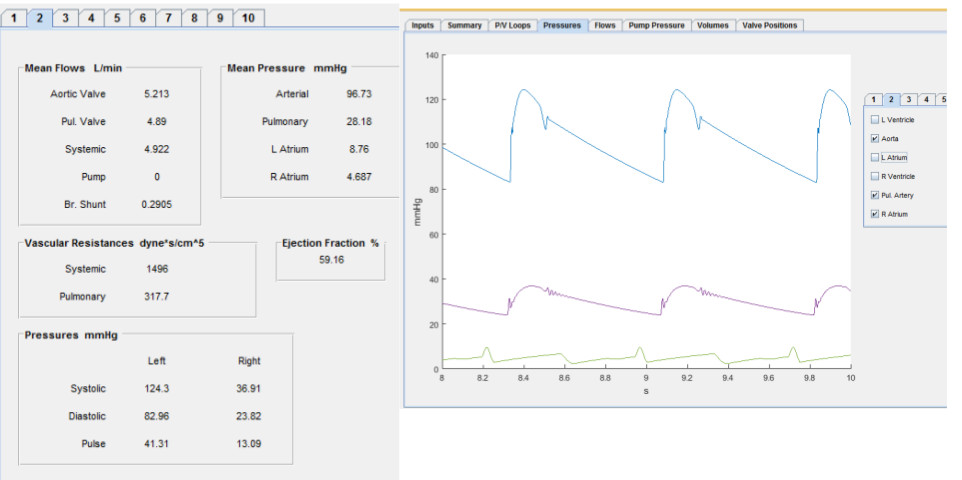 1 2 3 4 5 6 7 8 9 10
Mean Flows L/min
Aortic Valve 5.213
Pul. Valve 4.89
Systemic 4.922
Pump 0
Br. Shunt 0.2905
Mean Pressure mmHg
Arterial 96.73
Pulmonary 28.18
L Atrium 8.76
R Atrium 4.687
Vascular Resistances dyne*s/cm^5
Systemic 1496
Pulmonary 317.7
Ejection Fraction %
59.16
Pressures mmHg
Left Right
Systolic 124.3 36.91
Diastolic 82.96 23.82
Pulse 41.31 13.09
Inputs Summary P/V Loops Pressures Flows Pump Pressure Volumes Valve Positions
140
120
100
80
60
40
20
0
mmHg
8 8.2 8.4 8.6 8.8 9 9.2 9.4 9.6 9.8 10
s
1 2 3 4 5
L Ventricle
Aorta
L Atrium
R Ventricle
Pul. Artery
R Atrium